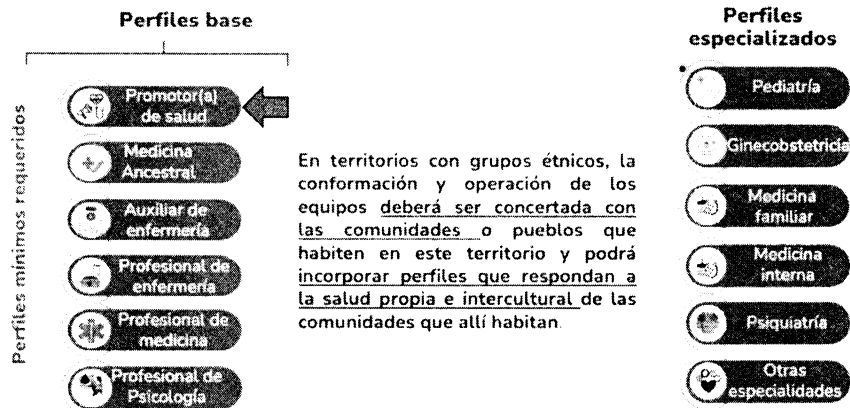 Perfiles base
Perfiles mínimos requeridos
Promotor(a)
de salud
Medicina
Ancestral
Auxiliar de
enfermería
Profesional de
enfermería
Profesional de
medicina
Profesional de
Psicología
En territorios con grupos étnicos, la
conformación y operación de los
equipos deberá ser concertada con
las comunidades o pueblos que
habiten en este territorio y podrá
incorporar perfiles que respondan a
la salud propia e intercultural de las
comunidades que allí habitan.
Perfiles
especializados
Pediatría
Ginecobstetricia
Medicina
familiar
Medicina
interna
Psiquiatría
Otras
especialidades